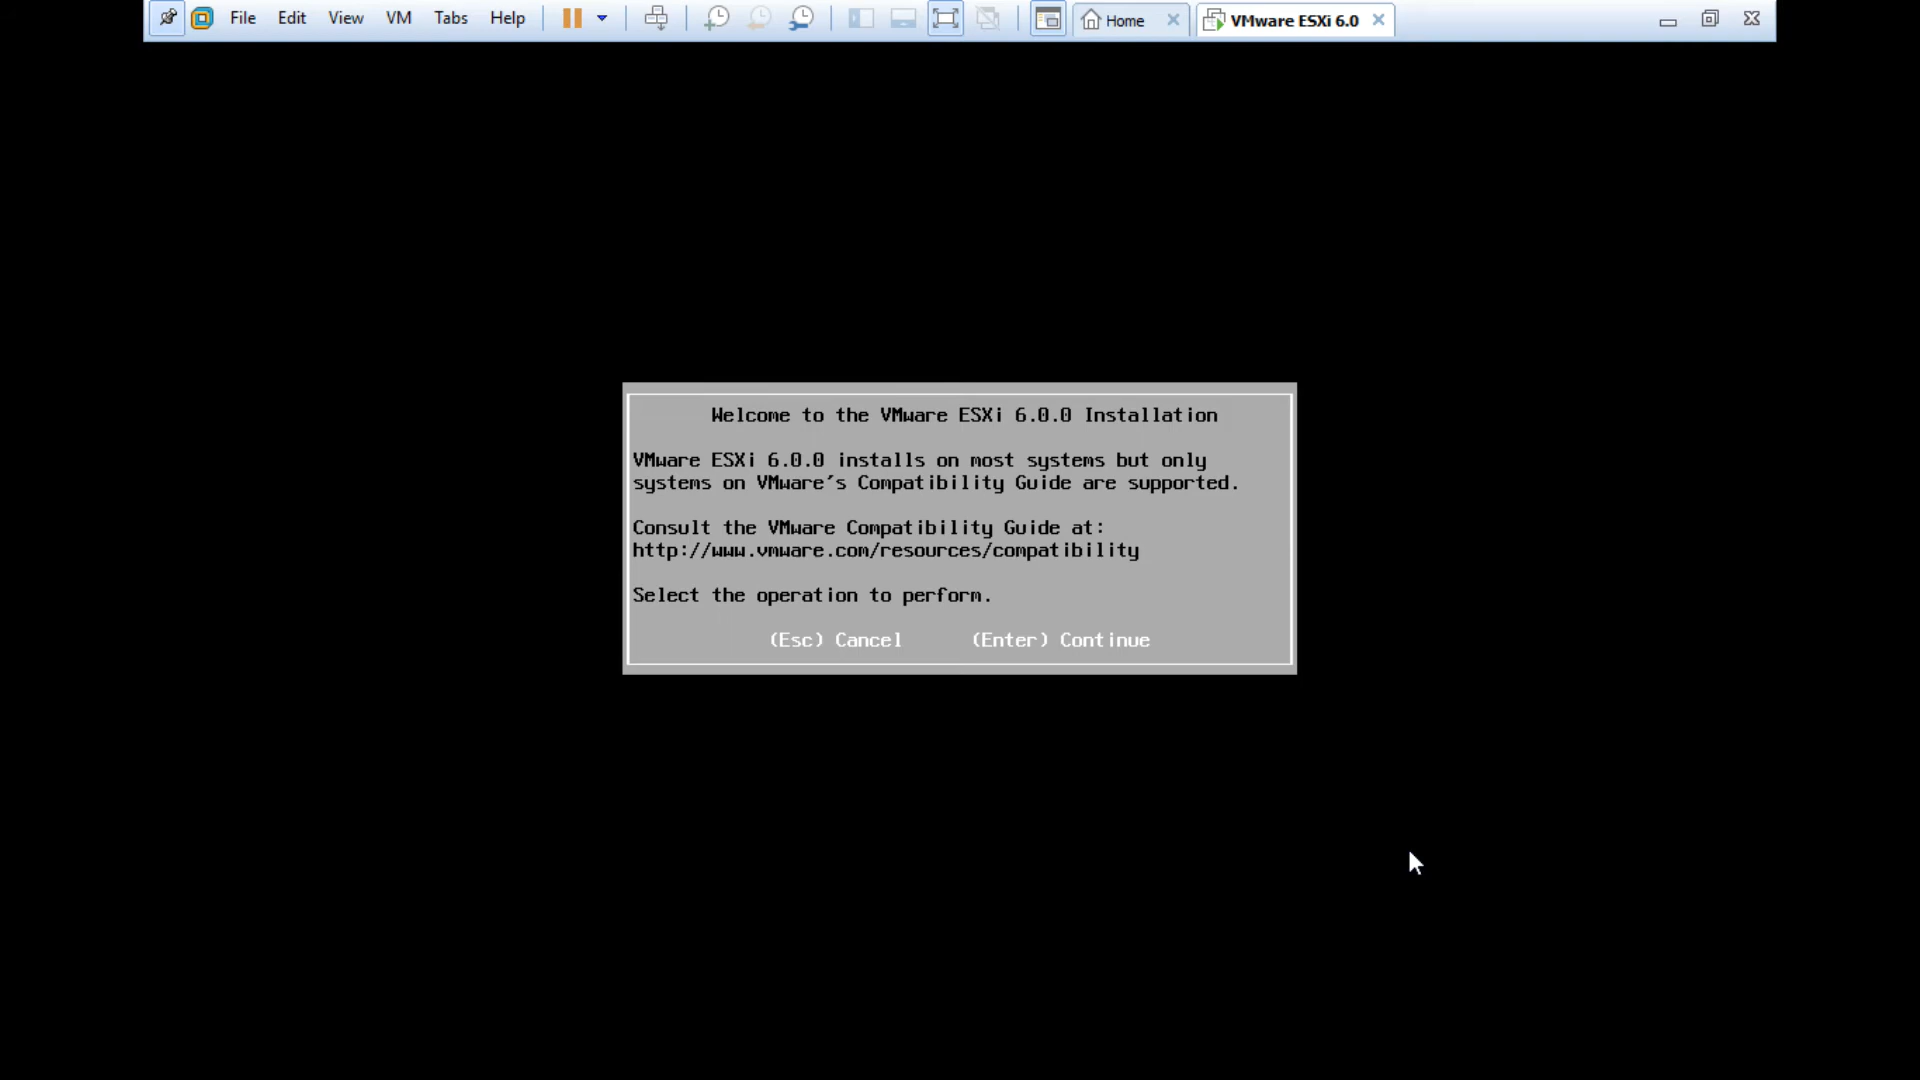 File Edit View VM Tabs Help Home VMware ESXi 6.0
Welcome to the VMware ESXi 6.0.0 Installation
VMware ESXi 6.0.0 installs on most systems but only
systems on VMware's Compatibility Guide are supported.
Consult the VMware Compatibility Guide at:
http://www.vmware.com/resources/compatibility
Select the operation to perform.
(Esc) Cancel (Enter) Continue